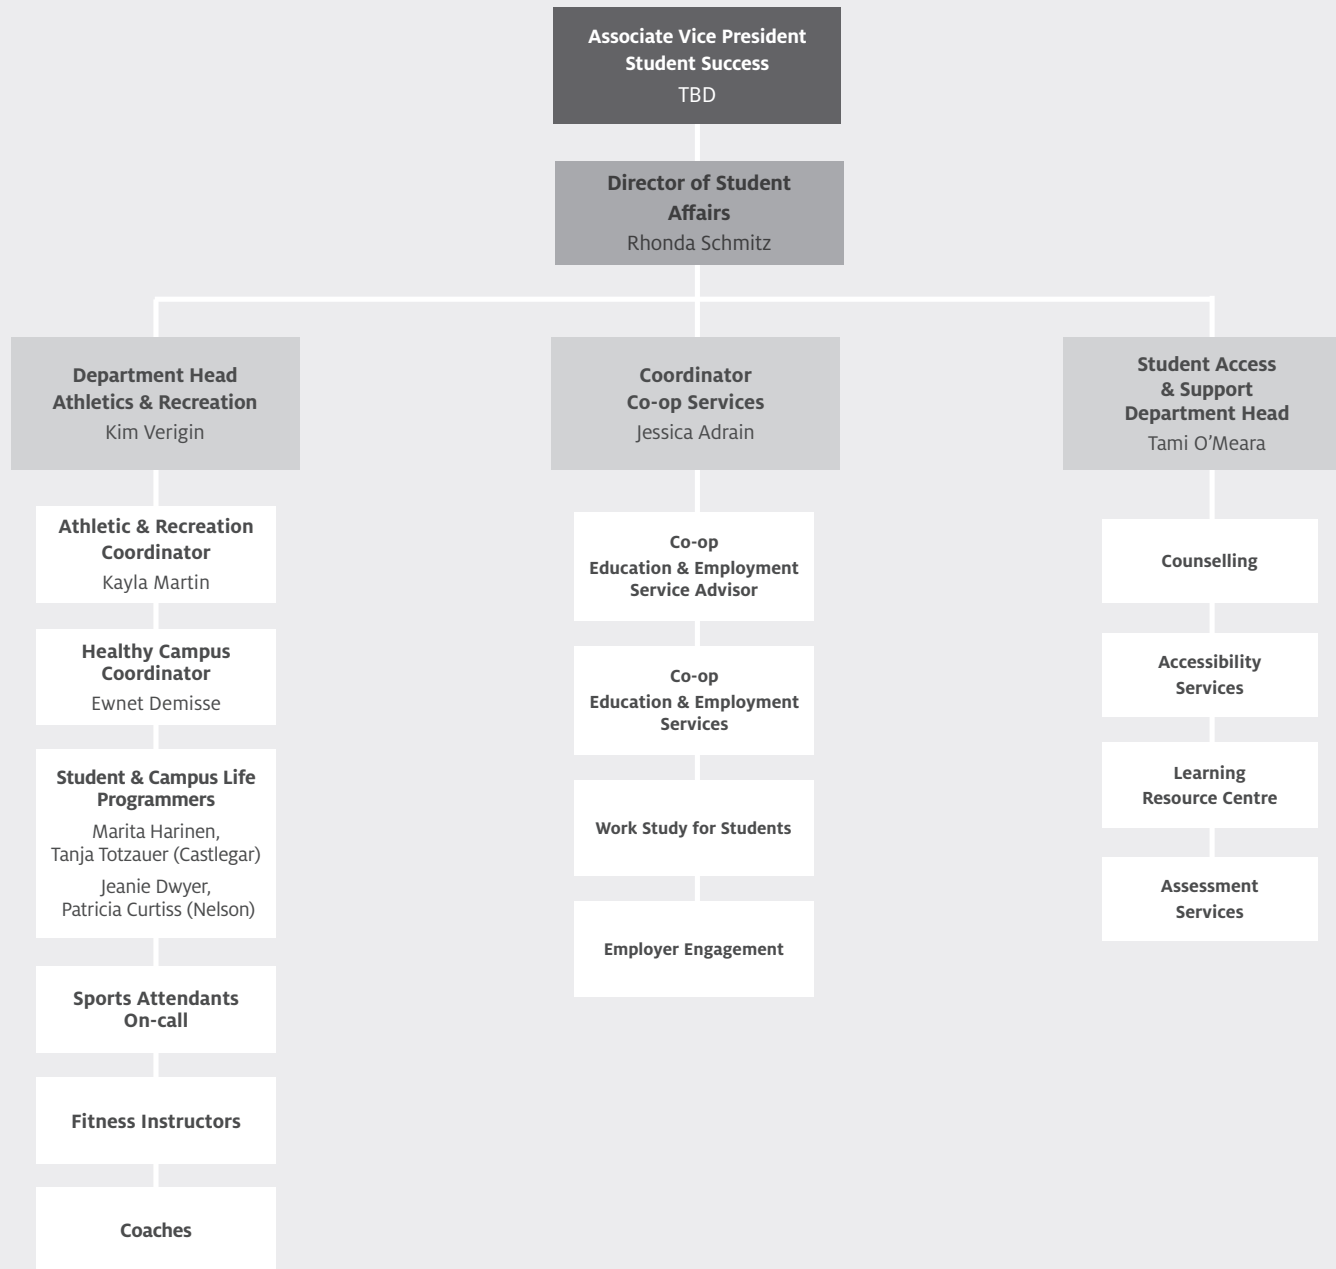 Associate Vice President
Student Success
TBD
Director of Student
Affairs
Rhonda Schmitz
Department Head
Athletics & Recreation
Kim Verigin
Athletic & Recreation
Coordinator
Kayla Martin
Healthy Campus
Coordinator
Ewnet Demisse
Student & Campus Life
Programmers
Marita Harinen,
Tanja Totzauer (Castlegar)
Jeanie Dwyer,
Patricia Curtiss (Nelson)
Sports Attendants
On-call
Fitness Instructors
Coaches
Coordinator
Co-op Services
Jessica Adrain
Co-op
Education & Employment
Service Advisor
Co-op
Education & Employment
Services
Work Study for Students
Employer Engagement
Student Access
& Support
Department Head
Tami O’Meara
Counselling
Accessibility
Services
Learning
Resource Centre
Assessment
Services